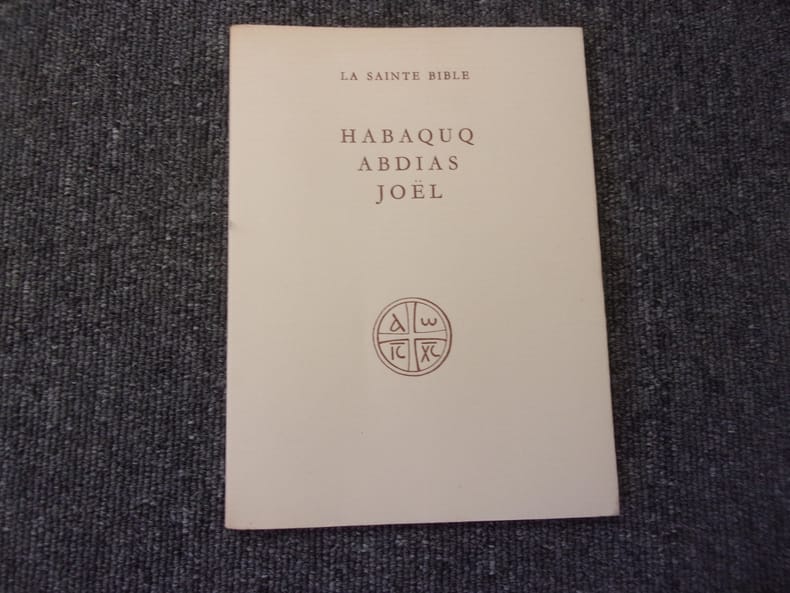 LA SAINTE BIBLE
HABAQUQ
ABDIAS
JOËL
α ω
IC XC